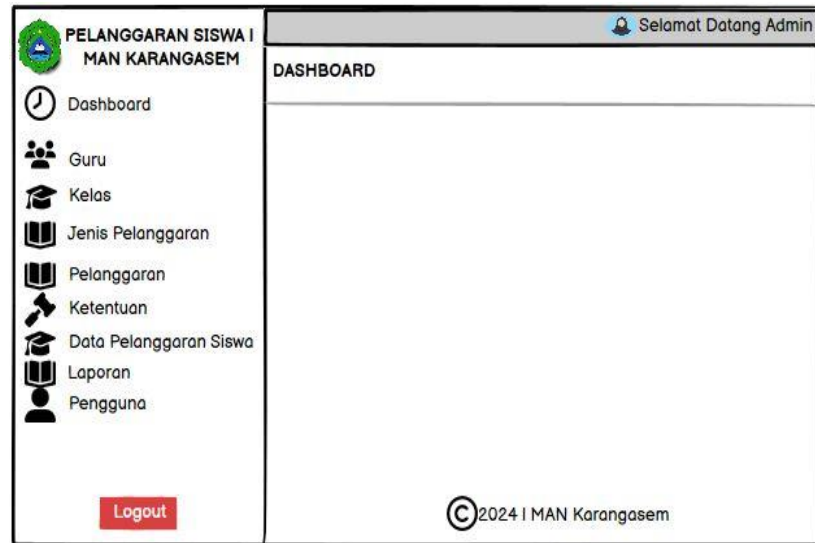 PELANGGARAN SISWA I
MAN KARANGASEM
Dashboard
Guru
Kelas
Jenis Pelanggaran
Pelanggaran
Ketentuan
Data Pelanggaran Siswa
Laporan
Pengguna
Logout
Selamat Datang Admin
DASHBOARD
©2024 I MAN Karangasem